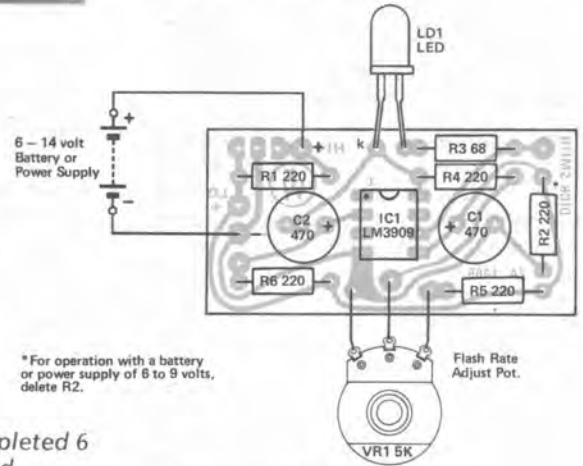 LD1
LED
+
6 – 14 volt
Battery or
Power Supply
–
+ H
k
R3 68
R1 220
R4 220
DICK SMITH
C2
470
+
IC1
LM3909
C1
+ 470
*
R2 220
R6 220
R5 220
*For operation with a battery
or power supply of 6 to 9 volts,
delete R2.
Flash Rate
Adjust Pot.
VR1 5K
pleted 6